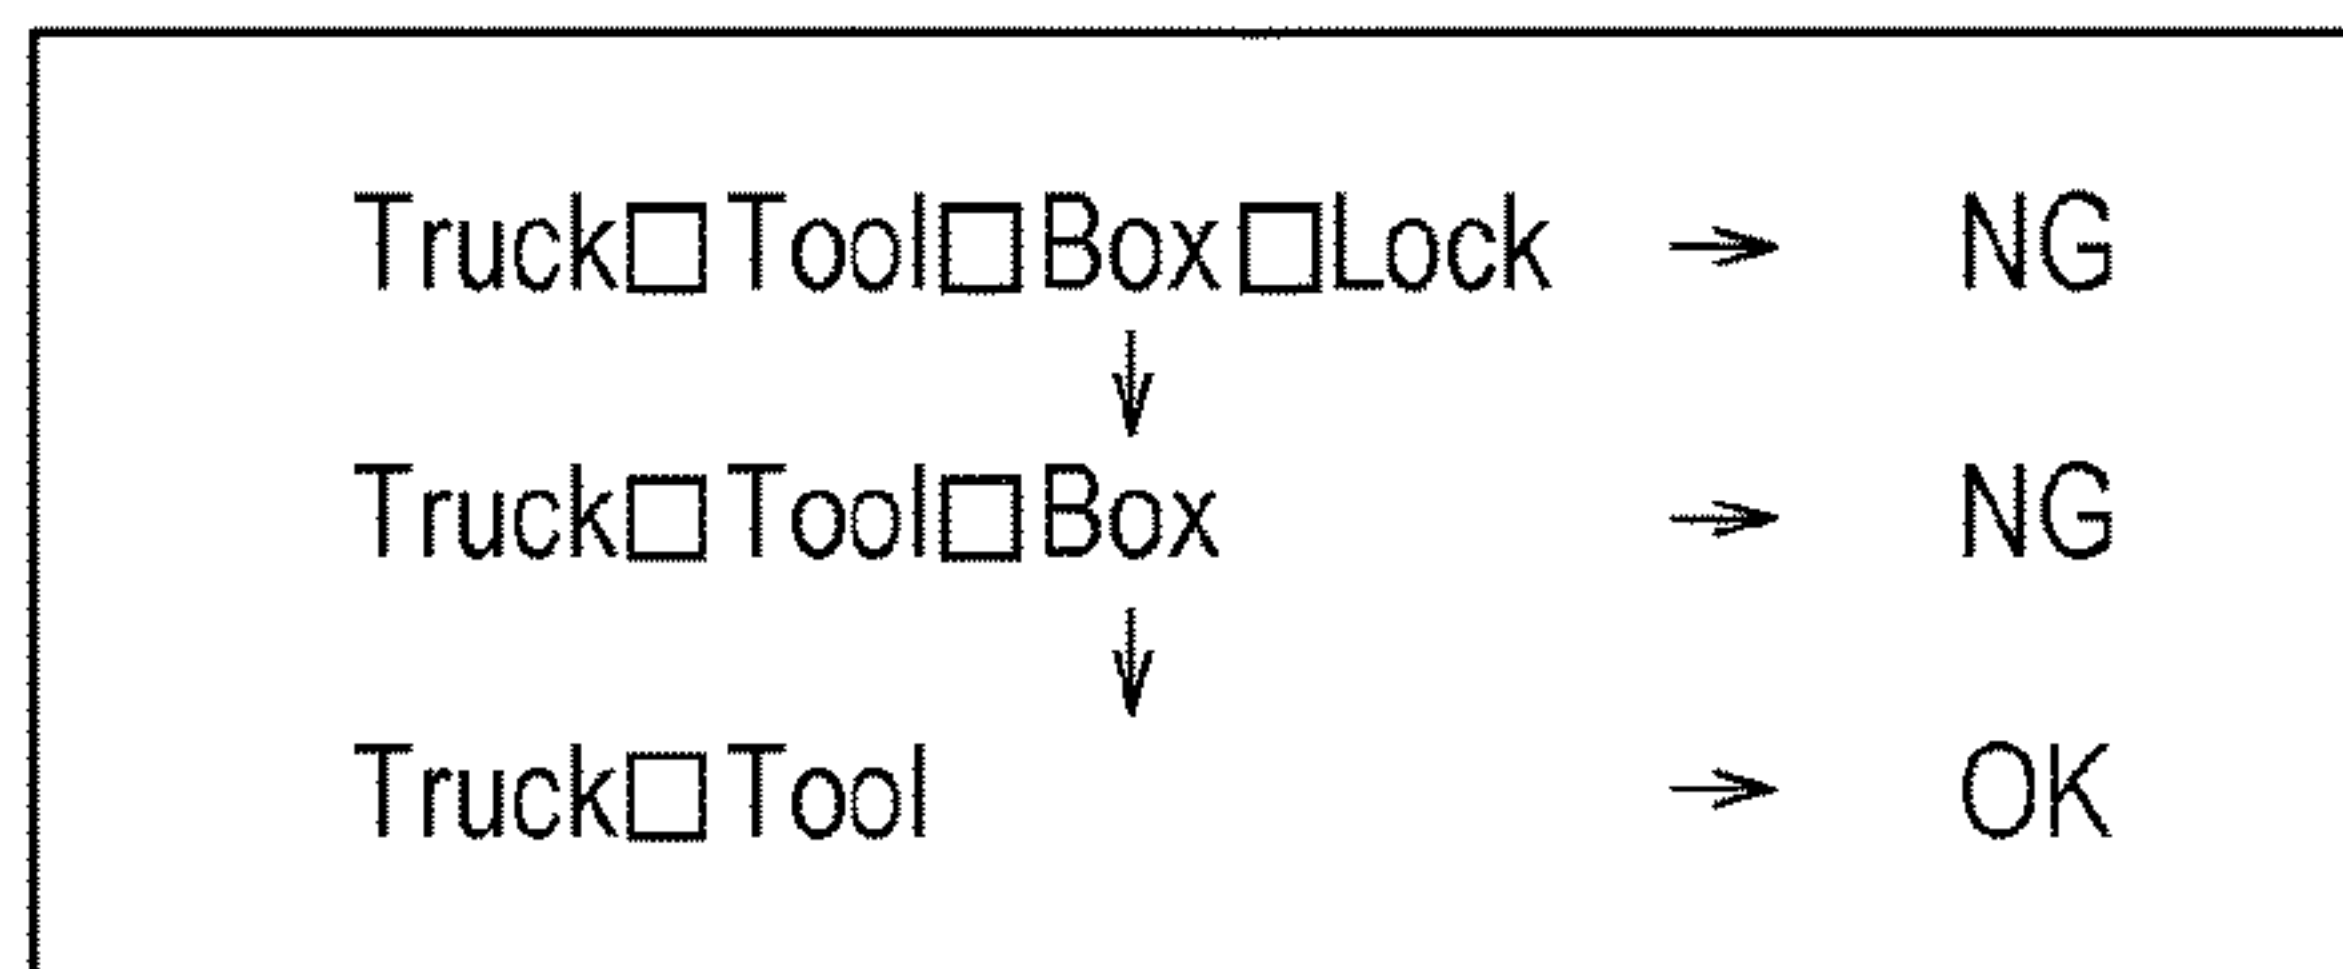 Truck□Tool□Box□Lock → NG
↓
Truck□Tool□Box → NG
↓
Truck□Tool → OK